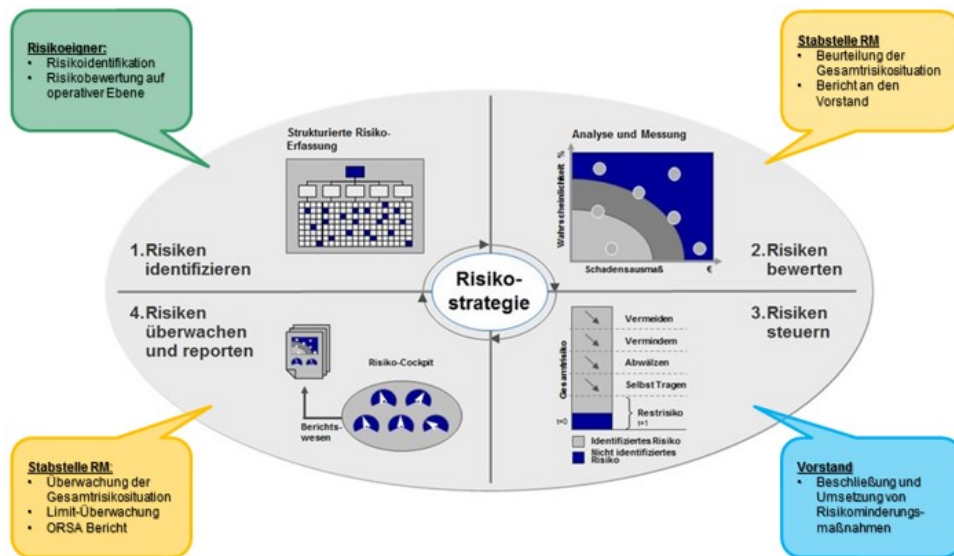 Risikoeigner:
• Risikoidentifikation
• Risikobewertung auf
operativer Ebene
Stabstelle RM
• Beurteilung der
Gesamtrisikosituation
• Bericht an den
Vorstand
Strukturierte Risiko-
Erfassung
Analyse und Messung
Wahrscheinlichkeit %
Schadensausmaß €
1.Risiken
identifizieren
2.Risiken
bewerten
Risiko-
strategie
4.Risiken
überwachen
und reporten
3.Risiken
steuern
Risiko-Cockpit
Berichts-
wesen
Gesamtrisiko
Vermeiden
Vermindern
Abwälzen
Selbst Tragen
Restrisiko
t=1
t=0
Identifiziertes Risiko
Nicht identifiziertes
Risiko
Stabstelle RM:
• Überwachung der
Gesamtrisikosituation
• Limit-Überwachung
• ORSA Bericht
Vorstand
• Beschließung und
Umsetzung von
Risikominderungs-
maßnahmen